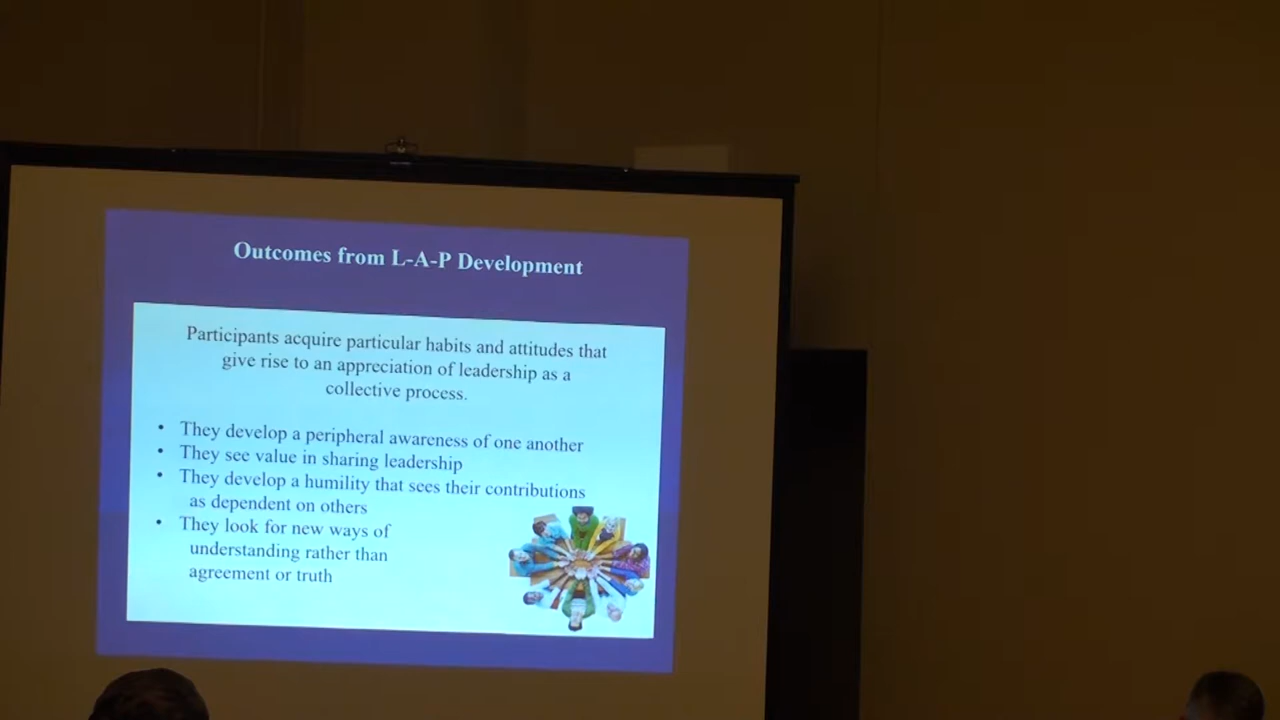 Outcomes from L-A-P Development
Participants acquire particular habits and attitudes that
give rise to an appreciation of leadership as a
collective process.
• They develop a peripheral awareness of one another
• They see value in sharing leadership
• They develop a humility that sees their contributions
as dependent on others
• They look for new ways of
understanding rather than
agreement or truth